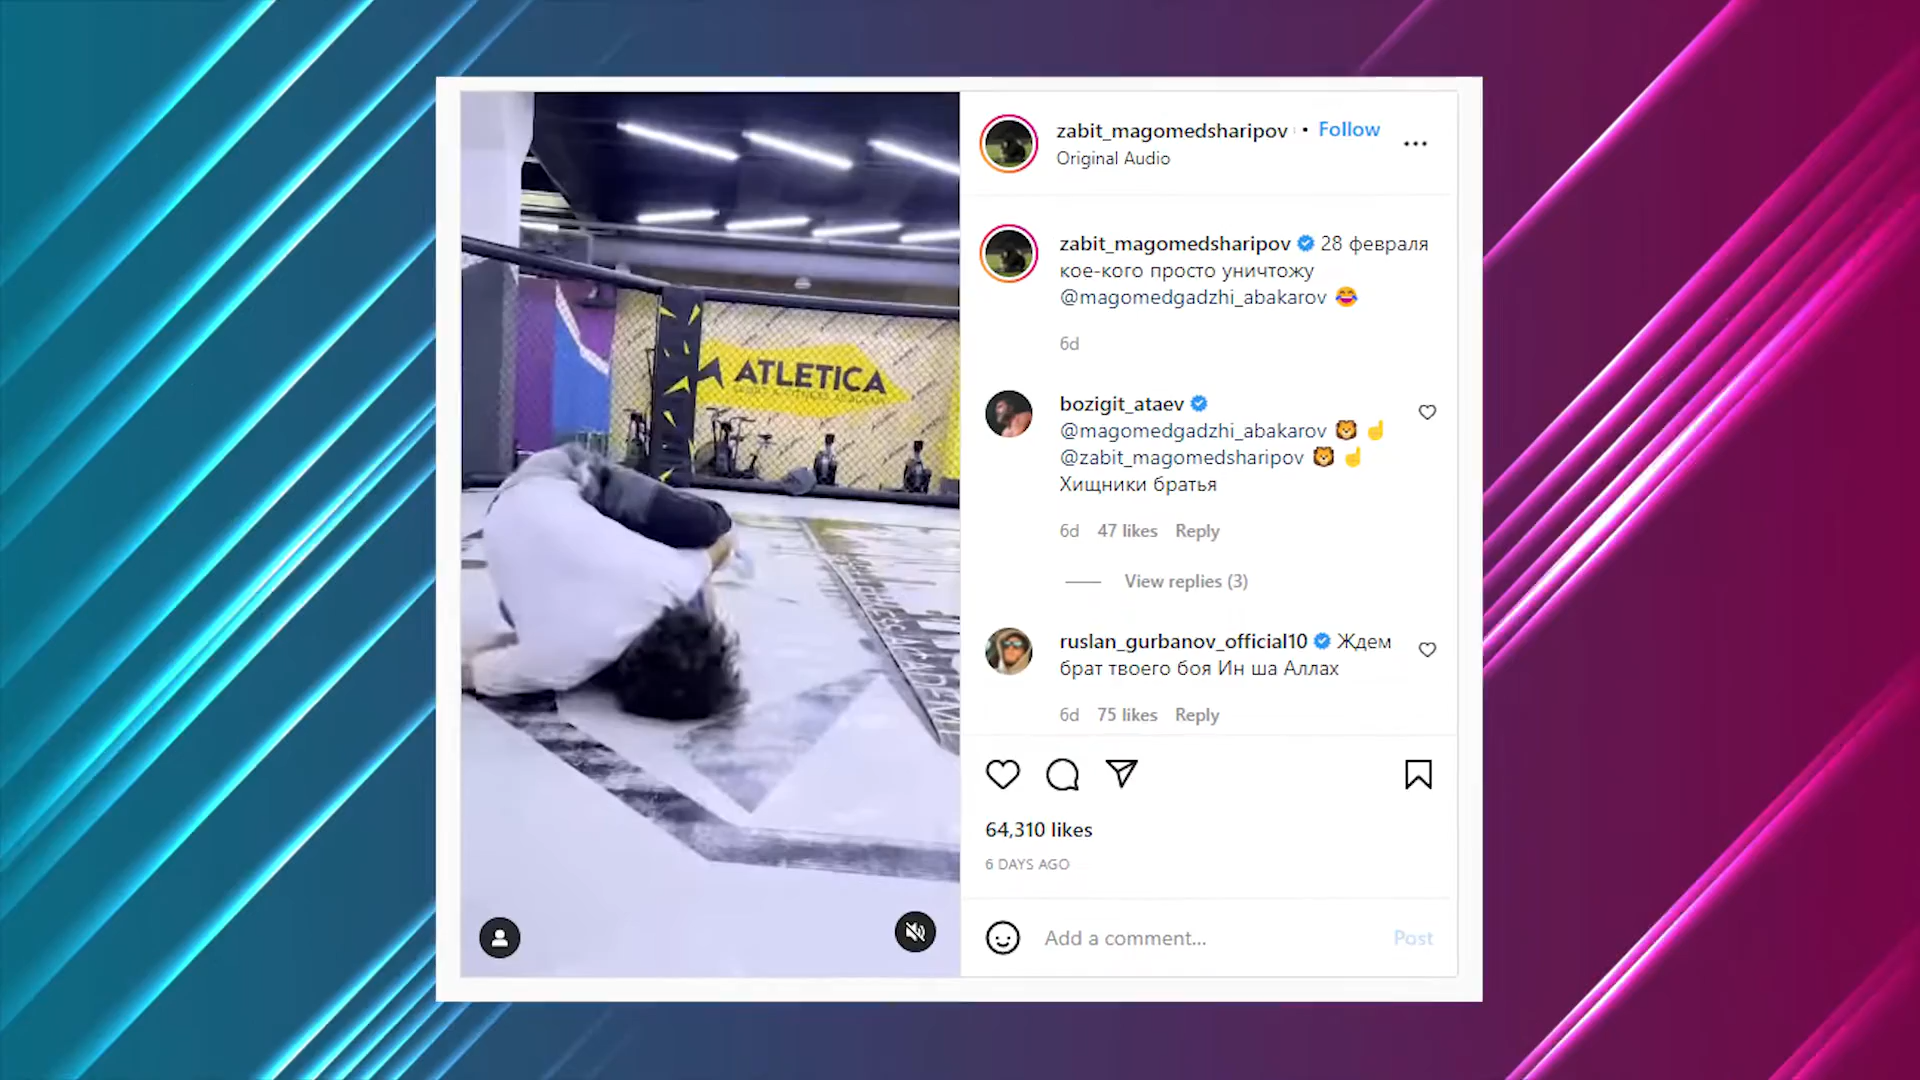 ATLETICA
zabit_magomedsharipov • Follow
Original Audio
zabit_magomedsharipov 28 февраля
кое-кого просто уничтожу
@magomedgadzhi_abakarov 😂
6d
bozigit_ataev
@magomedgadzhi_abakarov 🦁 ☝
@zabit_magomedsharipov 🦁 ☝
Хищники братья
6d 47 likes Reply
View replies (3)
ruslan_gurbanov_official10 Ждем
брат твоего боя Ин ша Аллах
6d 75 likes Reply
64,310 likes
6 DAYS AGO
Add a comment... Post